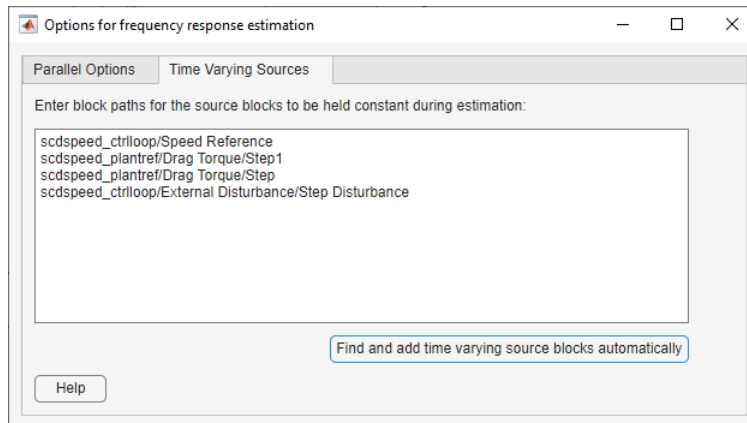 Options for frequency response estimation
Parallel Options Time Varying Sources
Enter block paths for the source blocks to be held constant during estimation:
scdspeed_ctrlloop/Speed Reference
scdspeed_plantref/Drag Torque/Step1
scdspeed_plantref/Drag Torque/Step
scdspeed_ctrlloop/External Disturbance/Step Disturbance
Find and add time varying source blocks automatically
Help